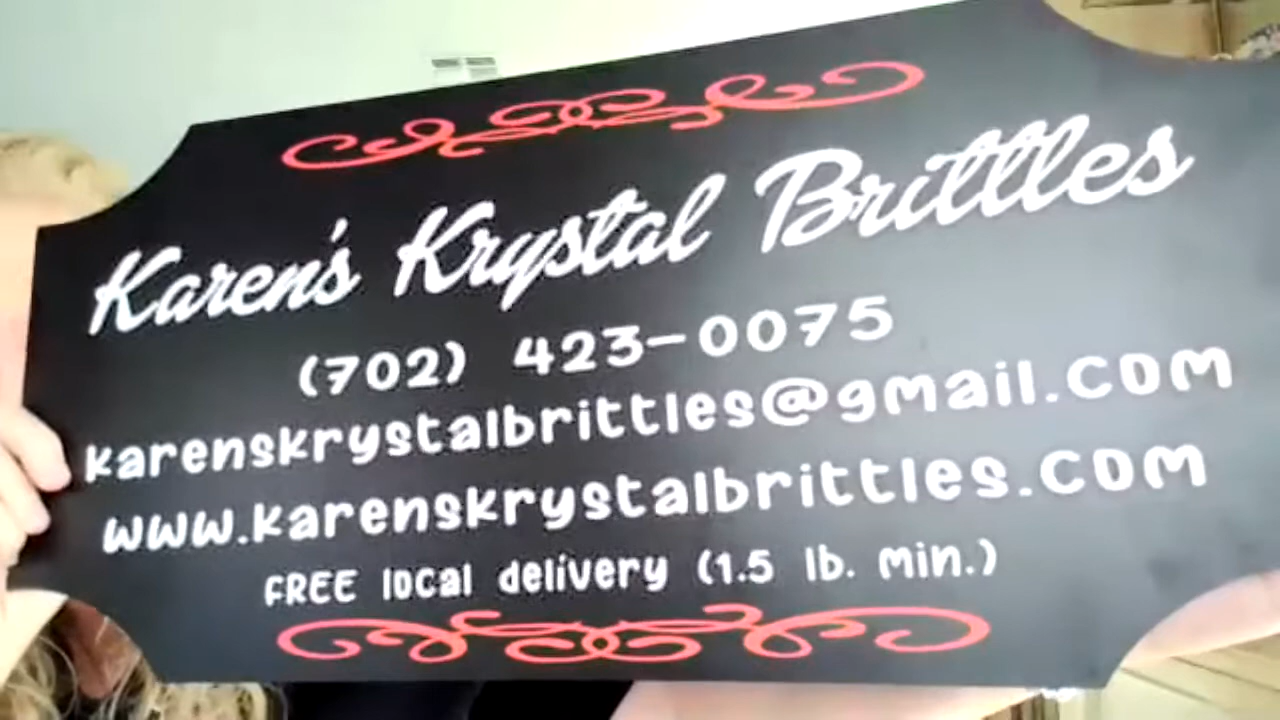 Karen's Krystal Brittles
(702) 423-0075
karenskrystalbrittles@gmail.com
www.karenskrystalbrittles.com
FREE local delivery (1.5 lb. min.)